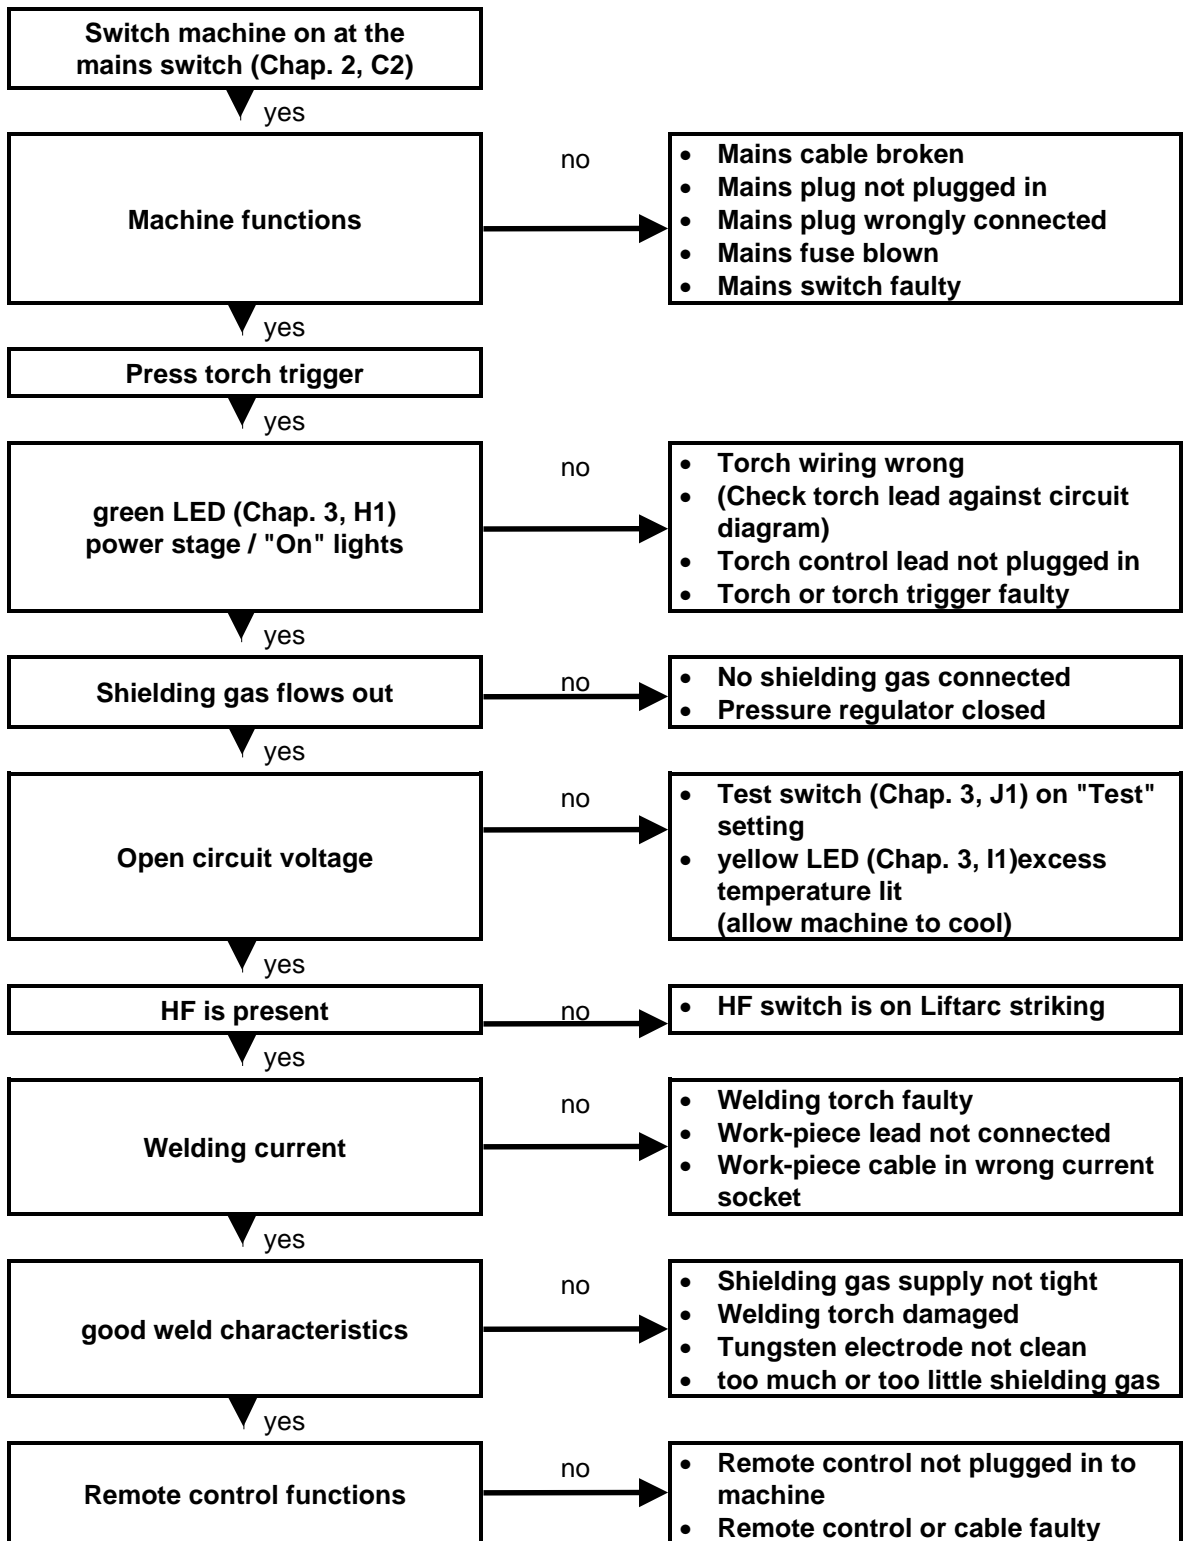 Switch machine on at the
mains switch (Chap. 2, C2)
yes
Machine functions
no
• Mains cable broken
• Mains plug not plugged in
• Mains plug wrongly connected
• Mains fuse blown
• Mains switch faulty
yes
Press torch trigger
yes
green LED (Chap. 3, H1)
power stage / "On" lights
no
• Torch wiring wrong
• (Check torch lead against circuit
diagram)
• Torch control lead not plugged in
• Torch or torch trigger faulty
yes
Shielding gas flows out
no
• No shielding gas connected
• Pressure regulator closed
yes
Open circuit voltage
no
• Test switch (Chap. 3, J1) on "Test"
setting
• yellow LED (Chap. 3, I1)excess
temperature lit
(allow machine to cool)
yes
HF is present
no
• HF switch is on Liftarc striking
yes
Welding current
no
• Welding torch faulty
• Work-piece lead not connected
• Work-piece cable in wrong current
socket
yes
good weld characteristics
no
• Shielding gas supply not tight
• Welding torch damaged
• Tungsten electrode not clean
• too much or too little shielding gas
yes
Remote control functions
no
• Remote control not plugged in to
machine
• Remote control or cable faulty